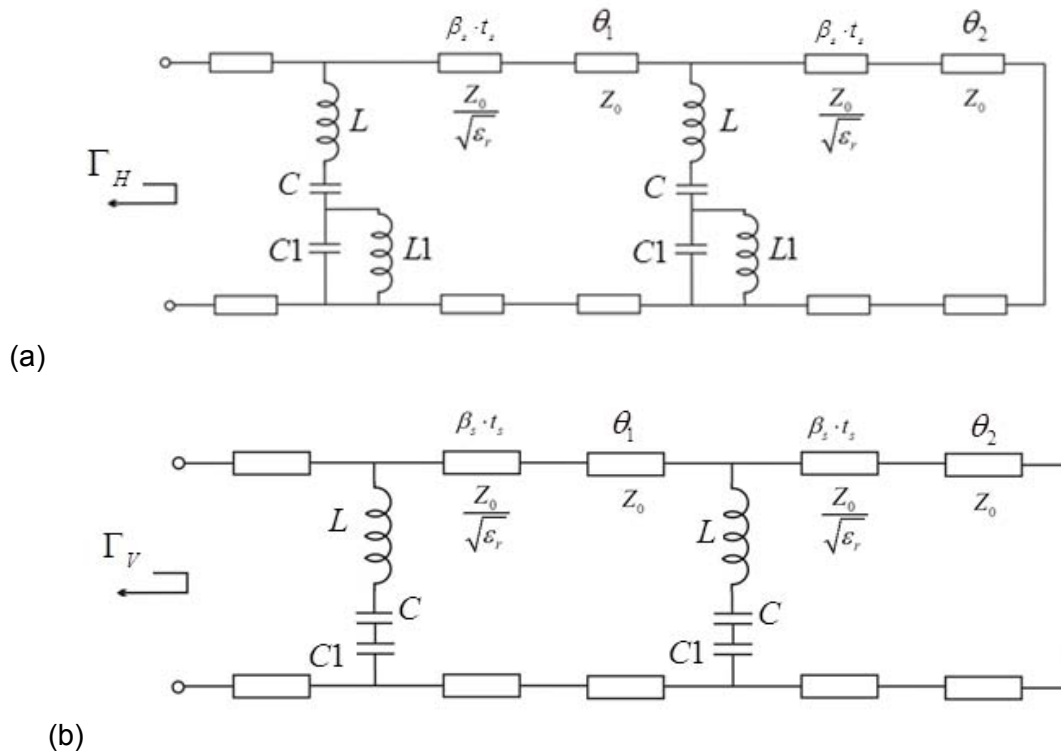 β_s · t_s θ_1 β_s · t_s θ_2
Z_0/√ε_r Z_0 Z_0/√ε_r Z_0
L L
Γ_H
C C
C1 L1 C1 L1
(a)
β_s · t_s θ_1 β_s · t_s θ_2
Z_0/√ε_r Z_0 Z_0/√ε_r Z_0
L L
Γ_V
C C
C1 C1
(b)